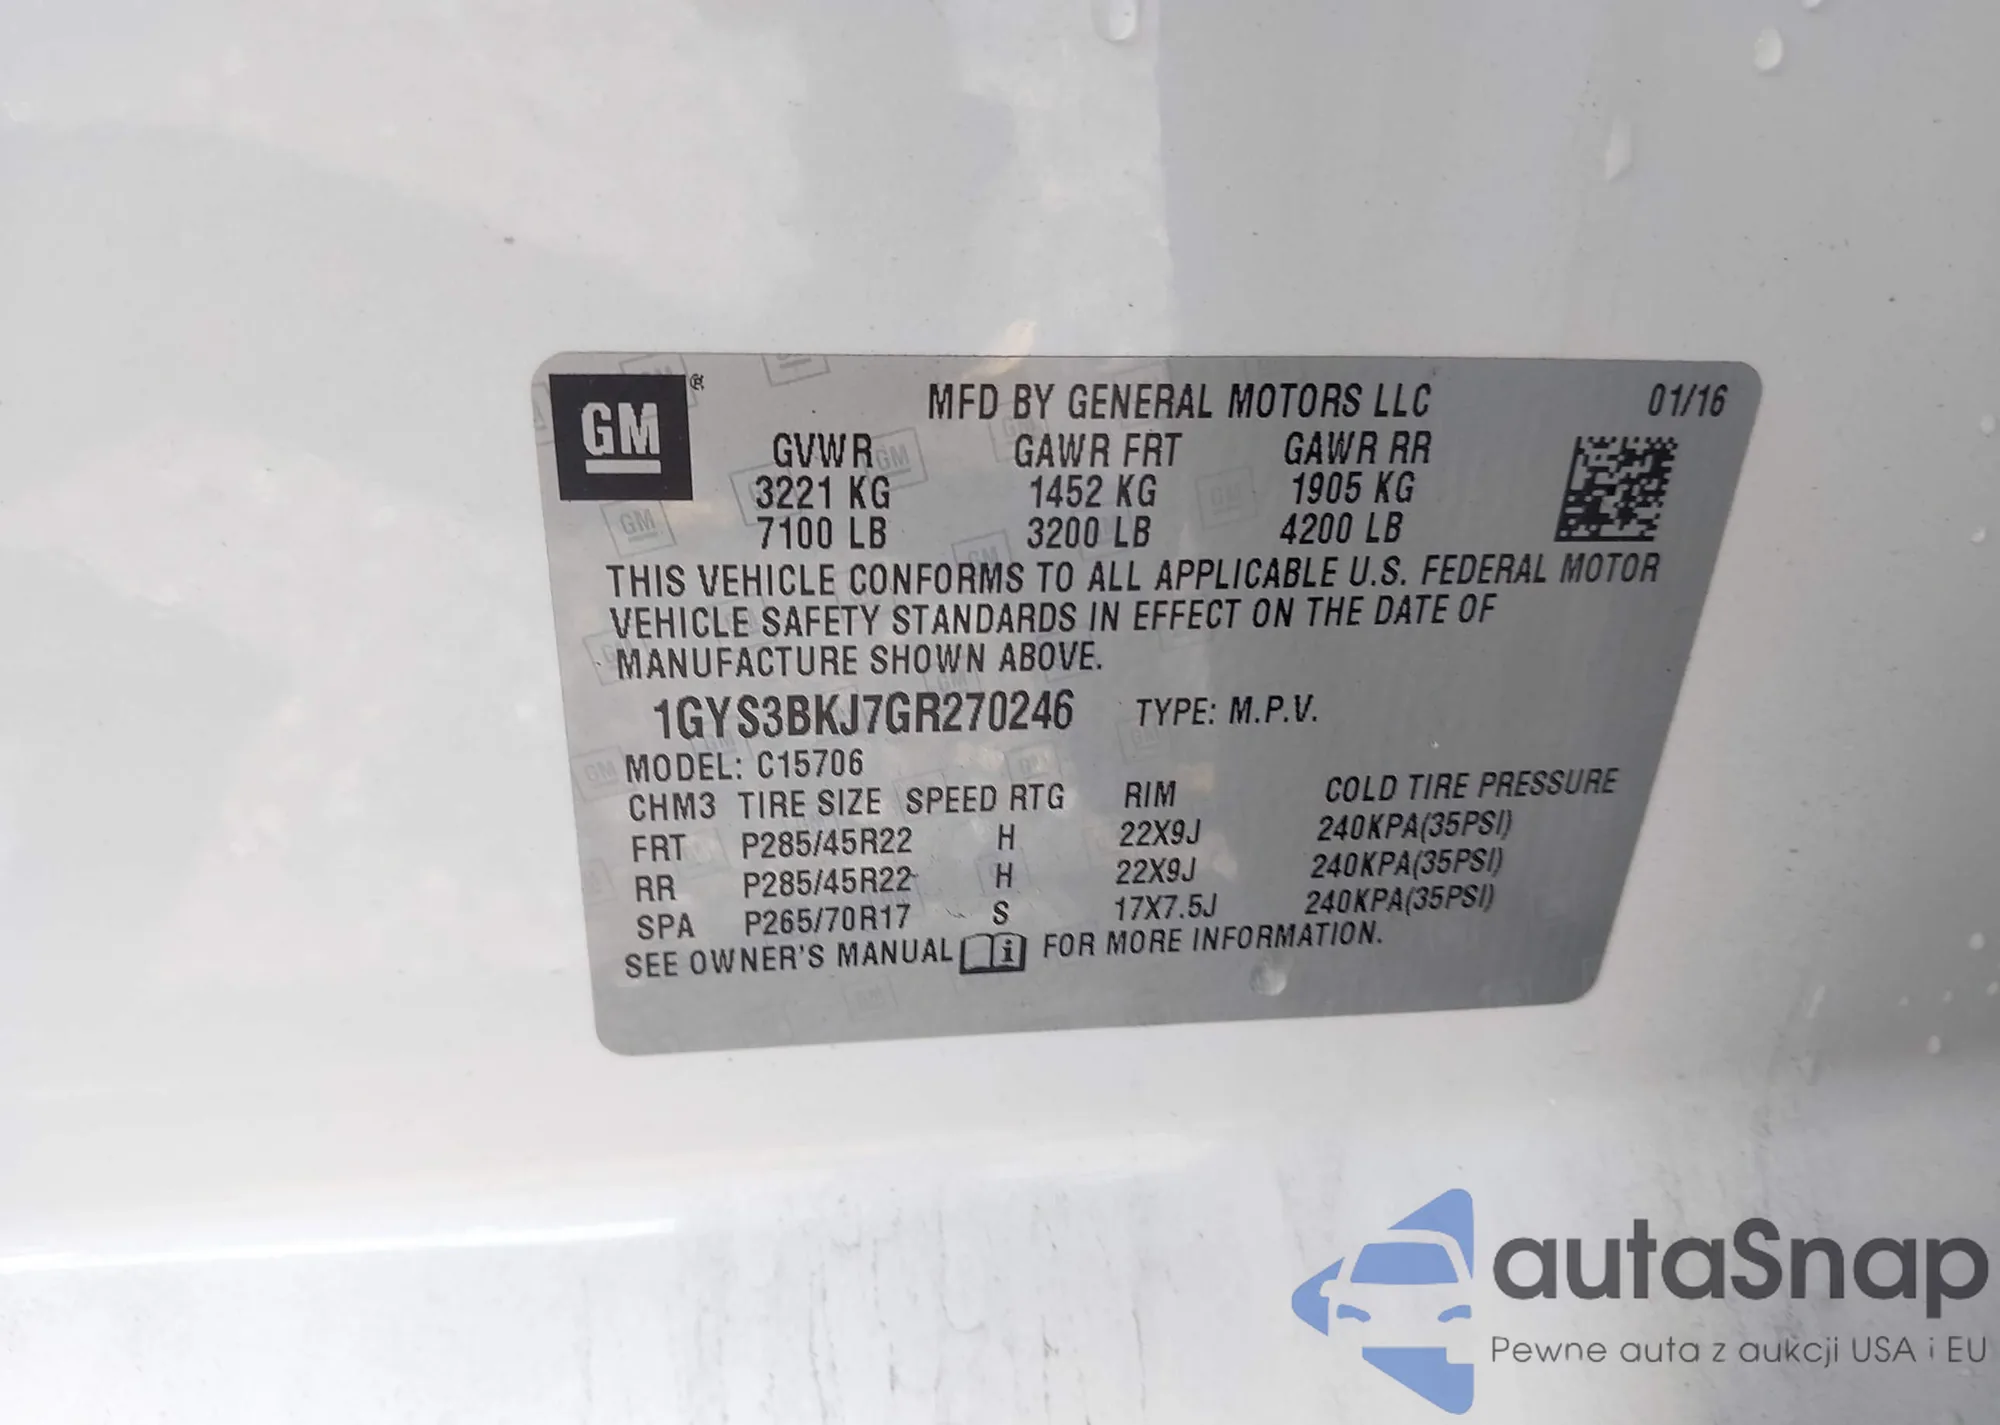 GM ®
MFD BY GENERAL MOTORS LLC 01/16
GVWR GAWR FRT GAWR RR
3221 KG 1452 KG 1905 KG
7100 LB 3200 LB 4200 LB
THIS VEHICLE CONFORMS TO ALL APPLICABLE U.S. FEDERAL MOTOR
VEHICLE SAFETY STANDARDS IN EFFECT ON THE DATE OF
MANUFACTURE SHOWN ABOVE.
1GYS3BKJ7GR270246 TYPE: M.P.V.
MODEL: C15706
CHM3 TIRE SIZE SPEED RTG RIM COLD TIRE PRESSURE
FRT P285/45R22 H 22X9J 240KPA(35PSI)
RR P285/45R22 H 22X9J 240KPA(35PSI)
SPA P265/70R17 S 17X7.5J 240KPA(35PSI)
SEE OWNER'S MANUAL i FOR MORE INFORMATION.
autaSnap
Pewne auta z aukcji USA i EU